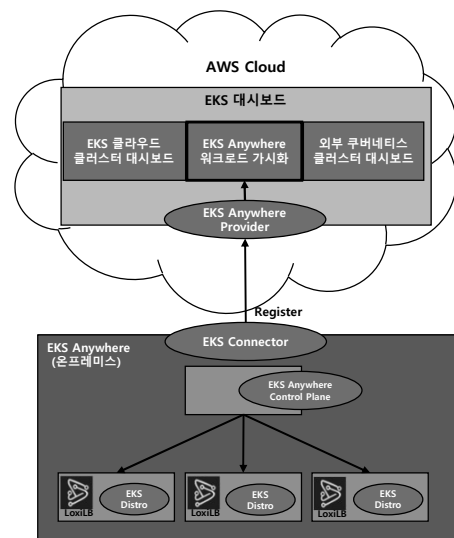 AWS Cloud
EKS 대시보드
EKS 클라우드
클러스터 대시보드
EKS Anywhere
워크로드 가시화
외부 쿠버네티스
클러스터 대시보드
EKS Anywhere
Provider
Register
EKS Connector
EKS Anywhere
(온프레미스)
EKS Anywhere
Control Plane
EKS
Distro
LoxiLB
EKS
Distro
LoxiLB
EKS
Distro
LoxiLB